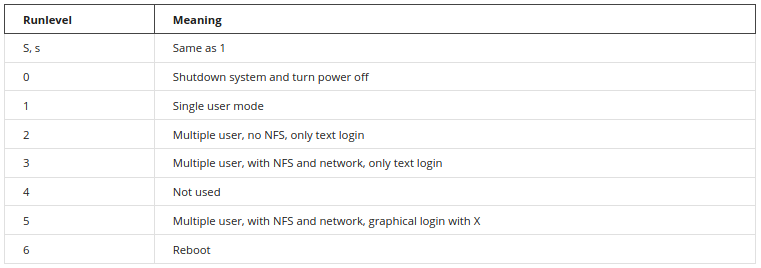 Runlevel Meaning
S, s Same as 1
0 Shutdown system and turn power off
1 Single user mode
2 Multiple user, no NFS, only text login
3 Multiple user, with NFS and network, only text login
4 Not used
5 Multiple user, with NFS and network, graphical login with X
6 Reboot